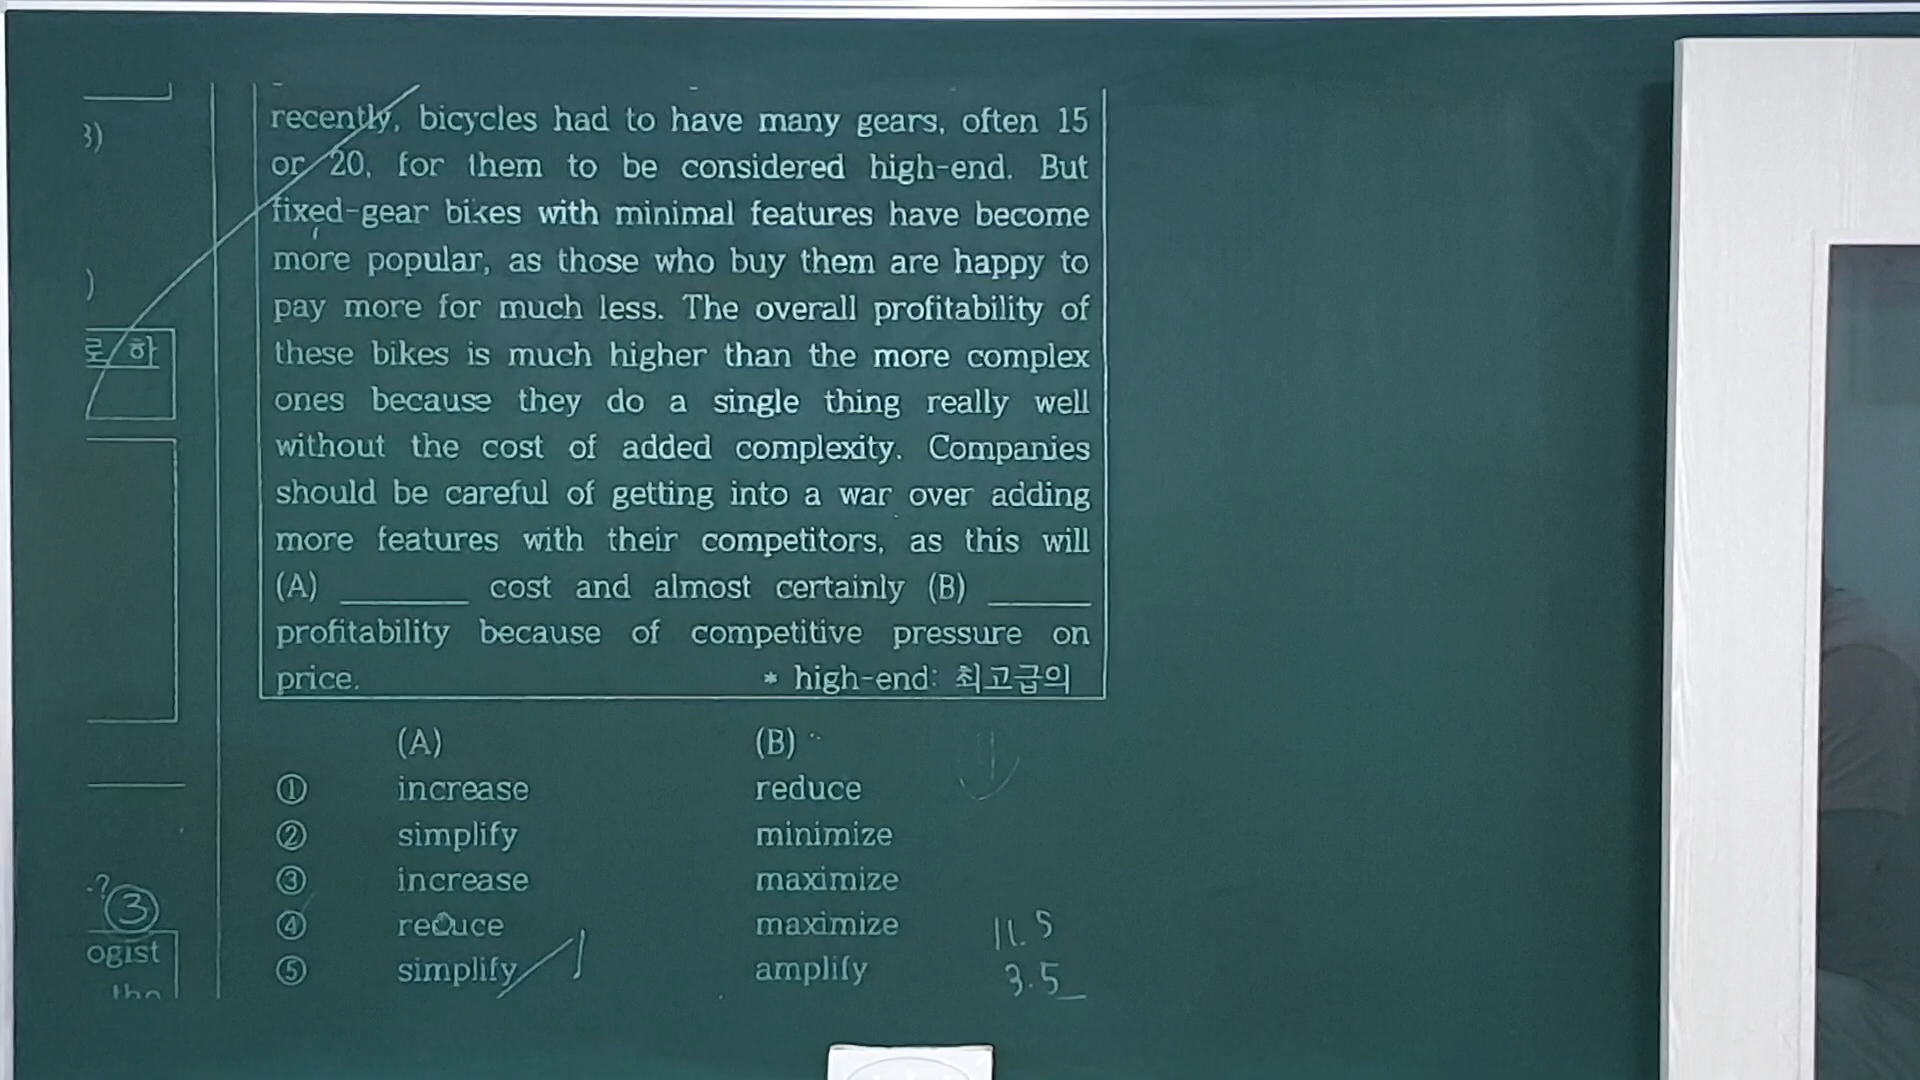 3)
)
로 하
.?
③
ogist
the
recently, bicycles had to have many gears, often 15
or 20, for them to be considered high-end. But
fixed-gear bikes with minimal features have become
more popular, as those who buy them are happy to
pay more for much less. The overall profitability of
these bikes is much higher than the more complex
ones because they do a single thing really well
without the cost of added complexity. Companies
should be careful of getting into a war over adding
more features with their competitors, as this will
(A) ________ cost and almost certainly (B) ______
profitability because of competitive pressure on
price. * high-end: 최고급의
(A) (B)
① increase reduce
② simplify minimize
③ increase maximize
④ reduce maximize
⑤ simplify amplify
11.5
3.5